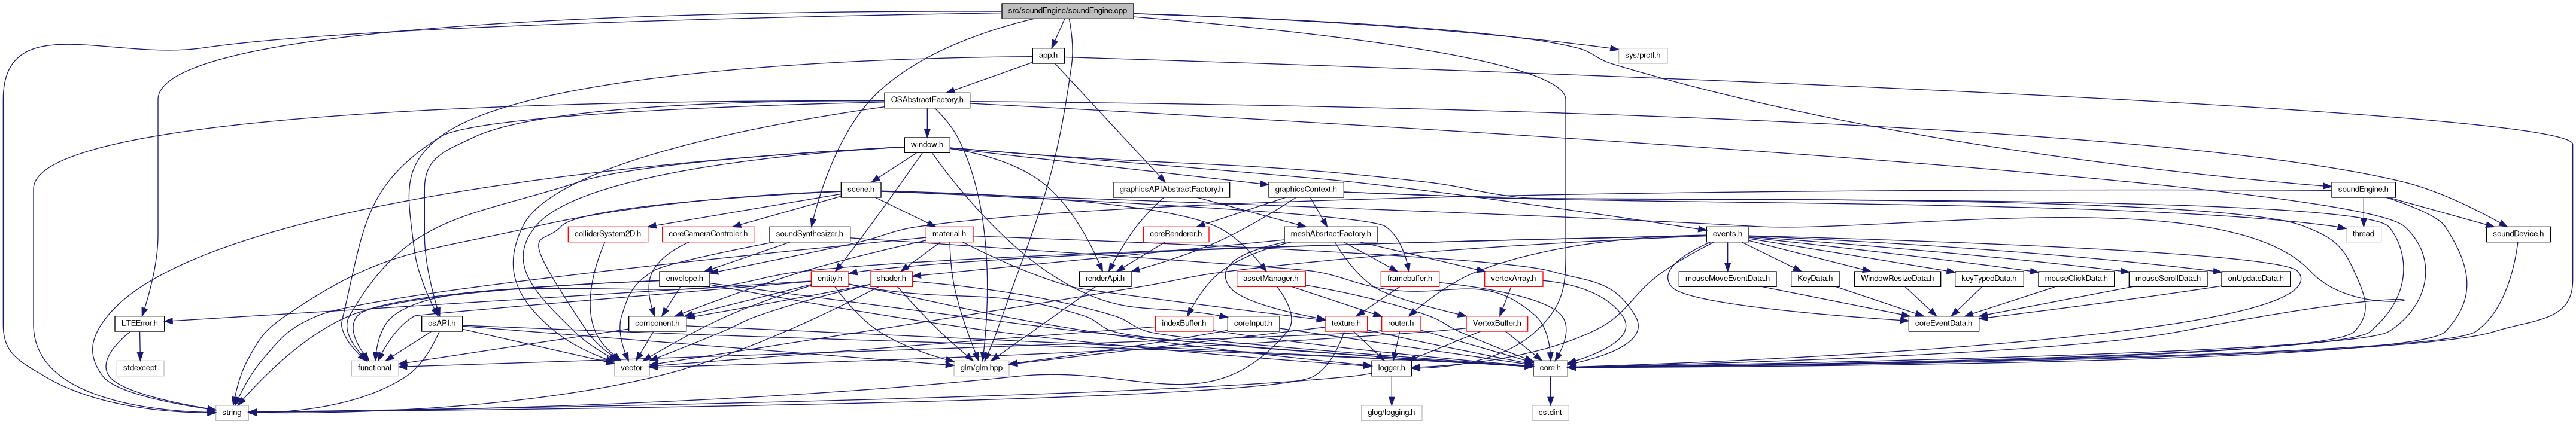 src/soundEngine/soundEngine.cpp
app.h
sys/prctl.h
OSAbstractFactory.h
window.h
scene.h
graphicsAPIAbstractFactory.h
graphicsContext.h
soundEngine.h
colliderSystem2D.h
coreCameraControler.h
soundSynthesizer.h
material.h
coreRenderer.h
meshAbsrtactFactory.h
events.h
thread
soundDevice.h
envelope.h
entity.h
shader.h
renderApi.h
assetManager.h
framebuffer.h
vertexArray.h
mouseMoveEventData.h
KeyData.h
WindowResizeData.h
keyTypedData.h
mouseClickData.h
mouseScrollData.h
onUpdateData.h
LTEError.h
osAPI.h
component.h
indexBuffer.h
coreInput.h
texture.h
router.h
VertexBuffer.h
coreEventData.h
stdexcept
functional
vector
glm/glm.hpp
logger.h
core.h
string
glog/logging.h
cstdint